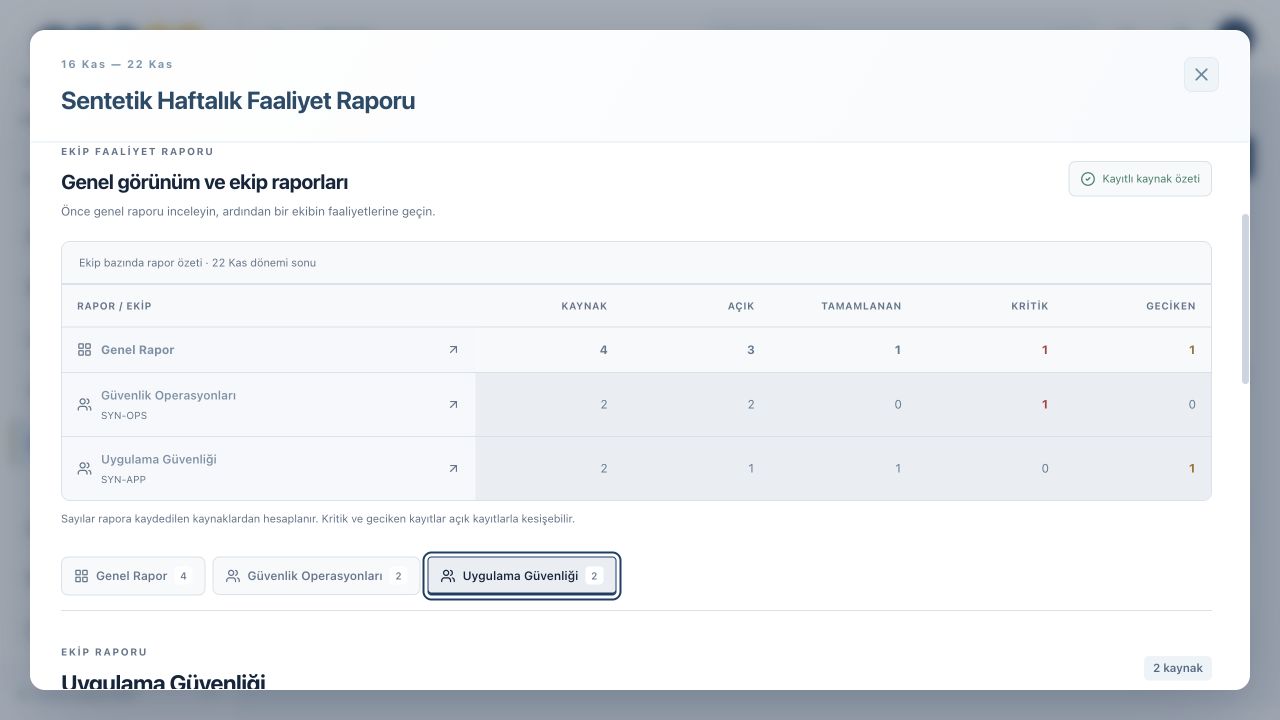 16 Kas — 22 Kas
Sentetik Haftalık Faaliyet Raporu
EKİP FAALİYET RAPORU
Genel görünüm ve ekip raporları
Önce genel raporu inceleyin, ardından bir ekibin faaliyetlerine geçin.
Kayıtlı kaynak özeti
Ekip bazında rapor özeti · 22 Kas dönemi sonu
RAPOR / EKİP KAYNAK AÇIK TAMAMLANAN KRİTİK GECİKEN
Genel Rapor 4 3 1 1 1
Güvenlik Operasyonları 2 2 0 1 0
SYN-OPS
Uygulama Güvenliği 2 1 1 0 1
SYN-APP
Sayılar rapora kaydedilen kaynaklardan hesaplanır. Kritik ve geciken kayıtlar açık kayıtlarla kesişebilir.
Genel Rapor 4 Güvenlik Operasyonları 2 Uygulama Güvenliği 2
EKİP RAPORU
2 kaynak
Uygulama Güvenliği